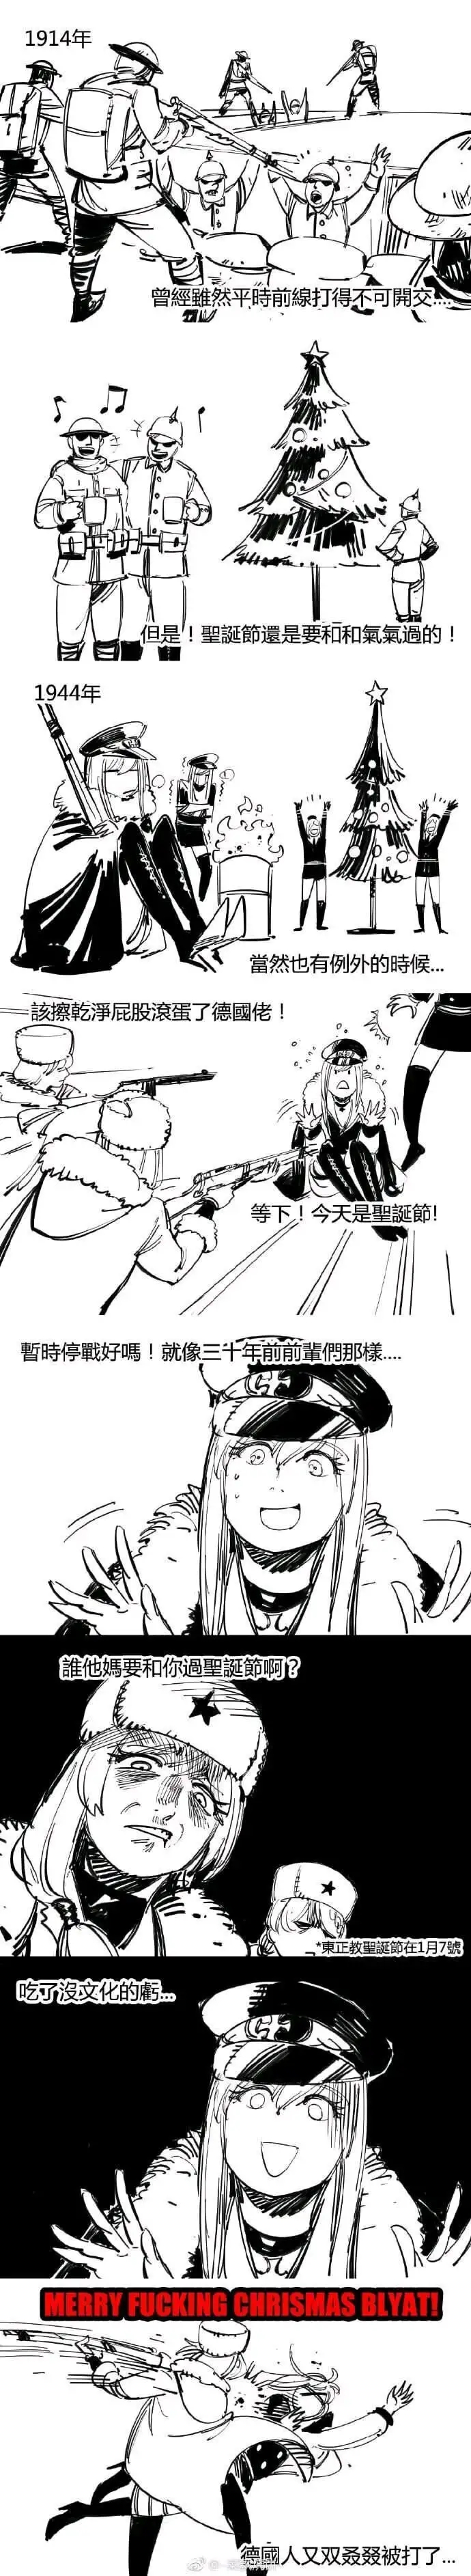 1914年
曾經雖然平時前線打得不可開交....
但是！聖誕節還是要和和氣氣過的！
1944年
當然也有例外的時候...
該擦乾淨屁股滾蛋了德國佬！
等下！今天是聖誕節!
暫時停戰好嗎！就像三十年前前輩們那樣....
誰他媽要和你過聖誕節啊？
*東正教聖誕節在1月7號
吃了沒文化的虧...
MERRY FUCKING CHRISMAS BLYAT!
德國人又双叒叕被打了...